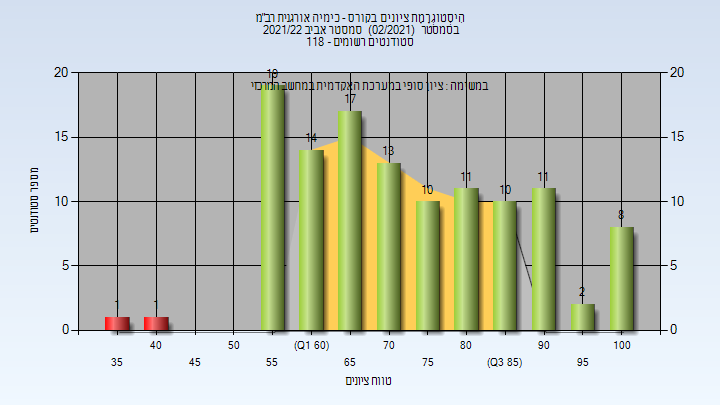 היסטוגרמת ציונים בקורס - כימיה אורגנית רב"מ
בסמסטר (02/2021) סמסטר אביב 2021/22
סטודנטים רשומים - 118
במשימה : ציון סופי במערכת האקדמית במחשב המרכזי
20 20
15 15
10 10
5 5
0 0
1 1 19 14 17 13 10 11 10 11 2 8
מספר סטודנטים
40 50 (Q1 60) 70 80 90 100
35 45 55 65 75 (Q3 85) 95
טווח ציונים